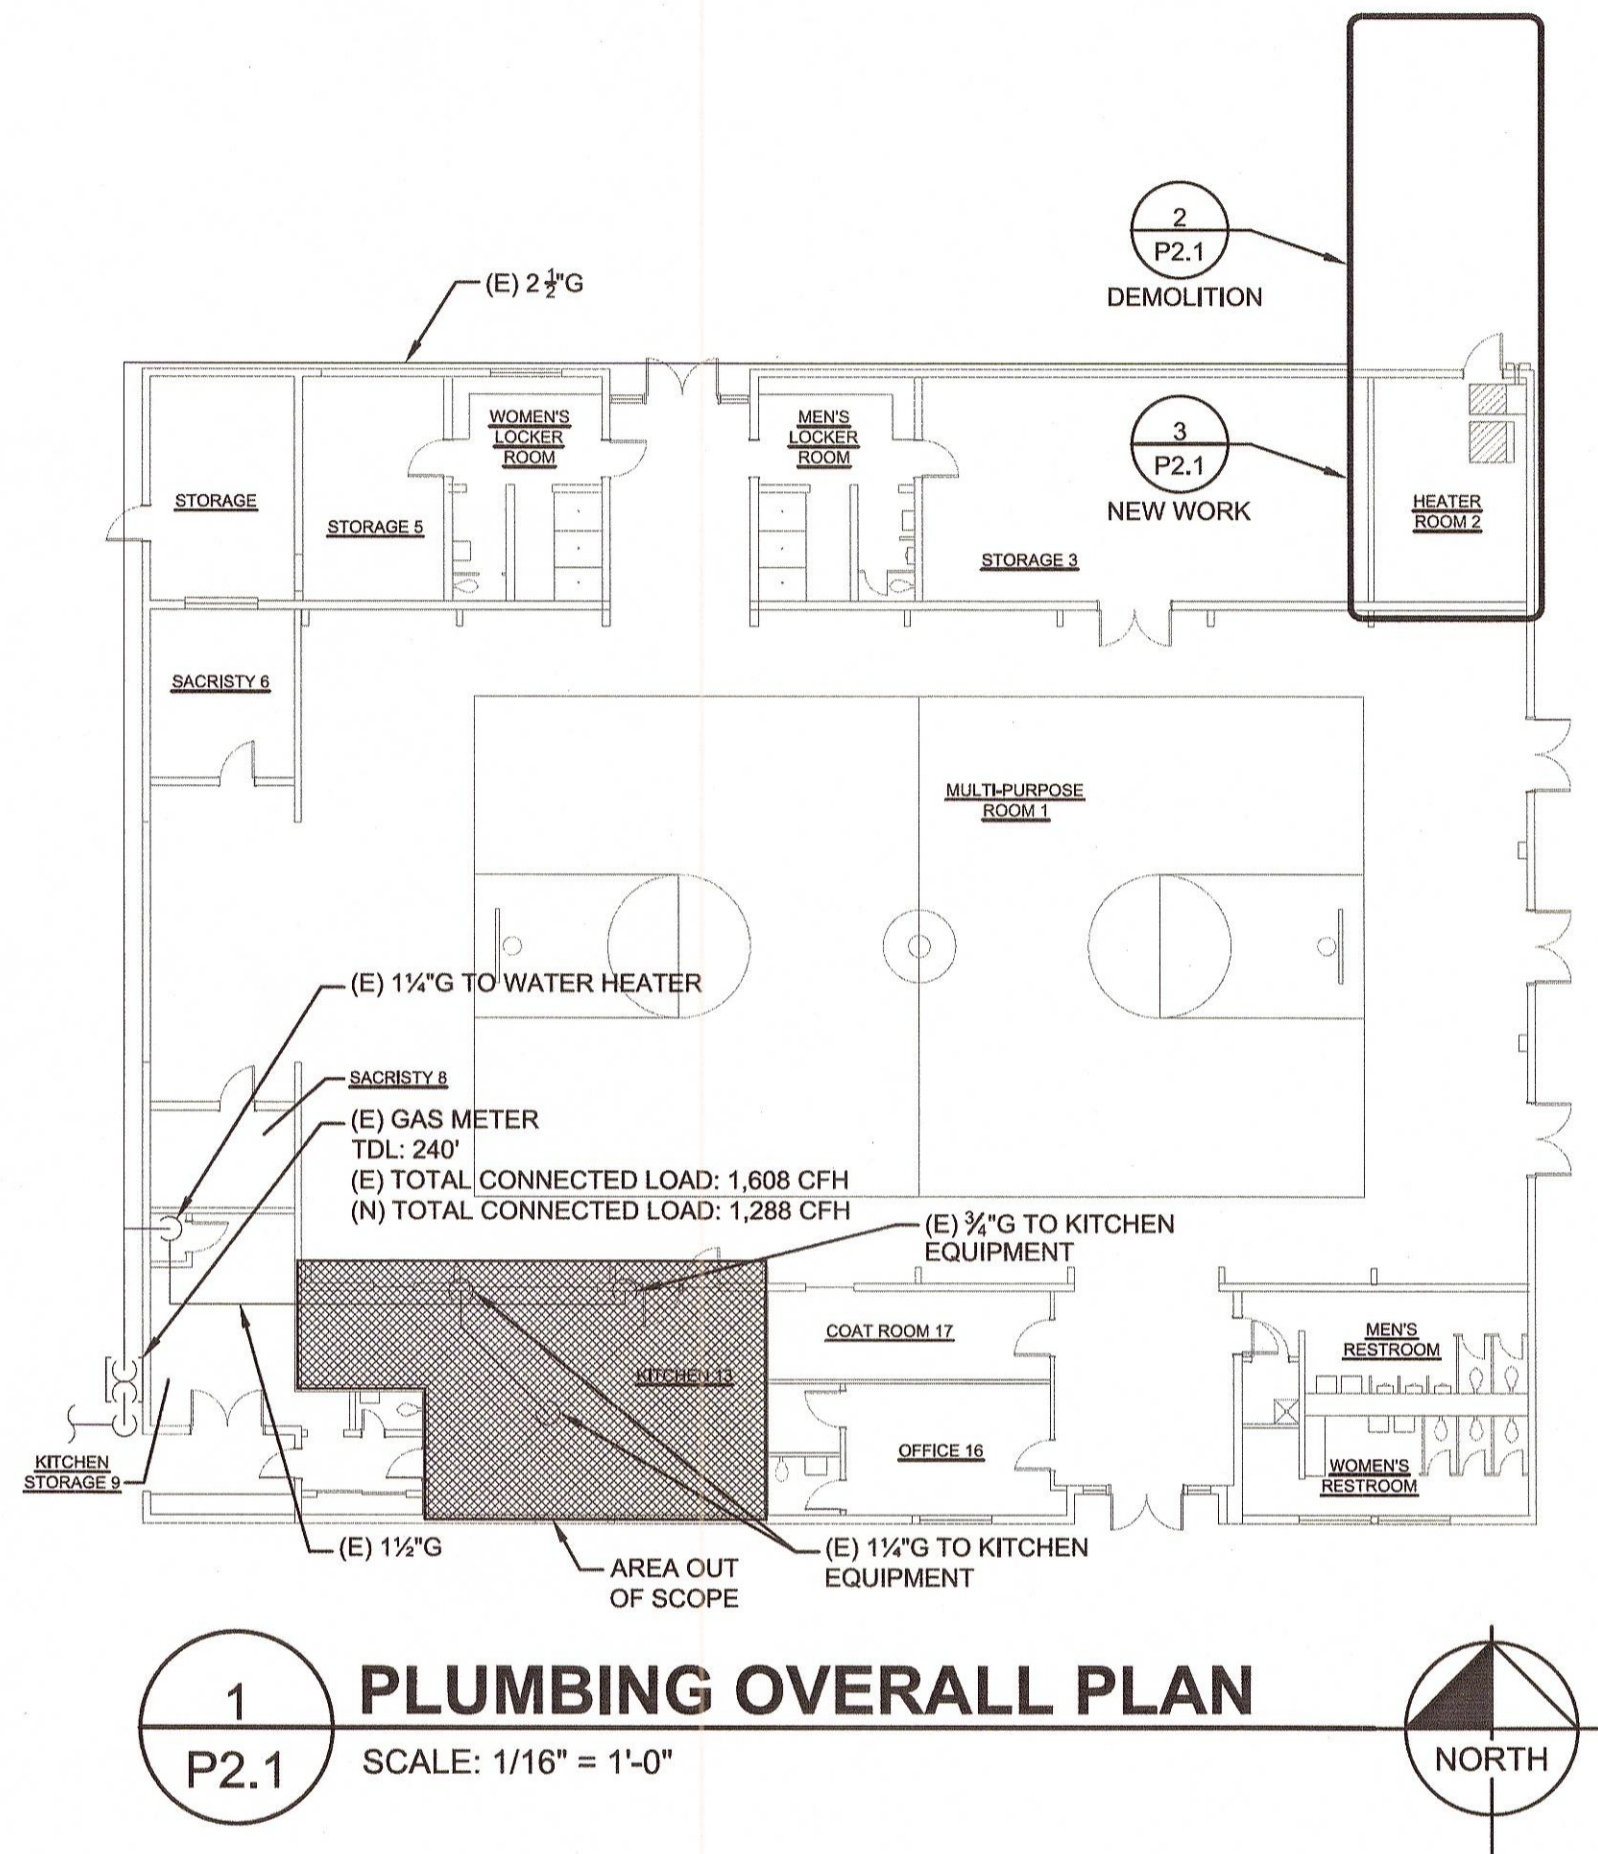 2
P2.1
DEMOLITION
(E) 2 1/2"G
3
P2.1
NEW WORK
WOMEN'S
LOCKER
ROOM
MEN'S
LOCKER
ROOM
STORAGE
STORAGE 5
STORAGE 3
HEATER
ROOM 2
SACRISTY 6
MULTI-PURPOSE
ROOM 1
(E) 1¼"G TO WATER HEATER
SACRISTY 8
(E) GAS METER
TDL: 240'
(E) TOTAL CONNECTED LOAD: 1,608 CFH
(N) TOTAL CONNECTED LOAD: 1,288 CFH
(E) ¾"G TO KITCHEN
EQUIPMENT
COAT ROOM 17
MEN'S
RESTROOM
KITCHEN 13
OFFICE 16
WOMEN'S
RESTROOM
KITCHEN
STORAGE 9
(E) 1½"G
AREA OUT
OF SCOPE
(E) 1¼"G TO KITCHEN
EQUIPMENT
1
P2.1
PLUMBING OVERALL PLAN
SCALE: 1/16" = 1'-0"
NORTH